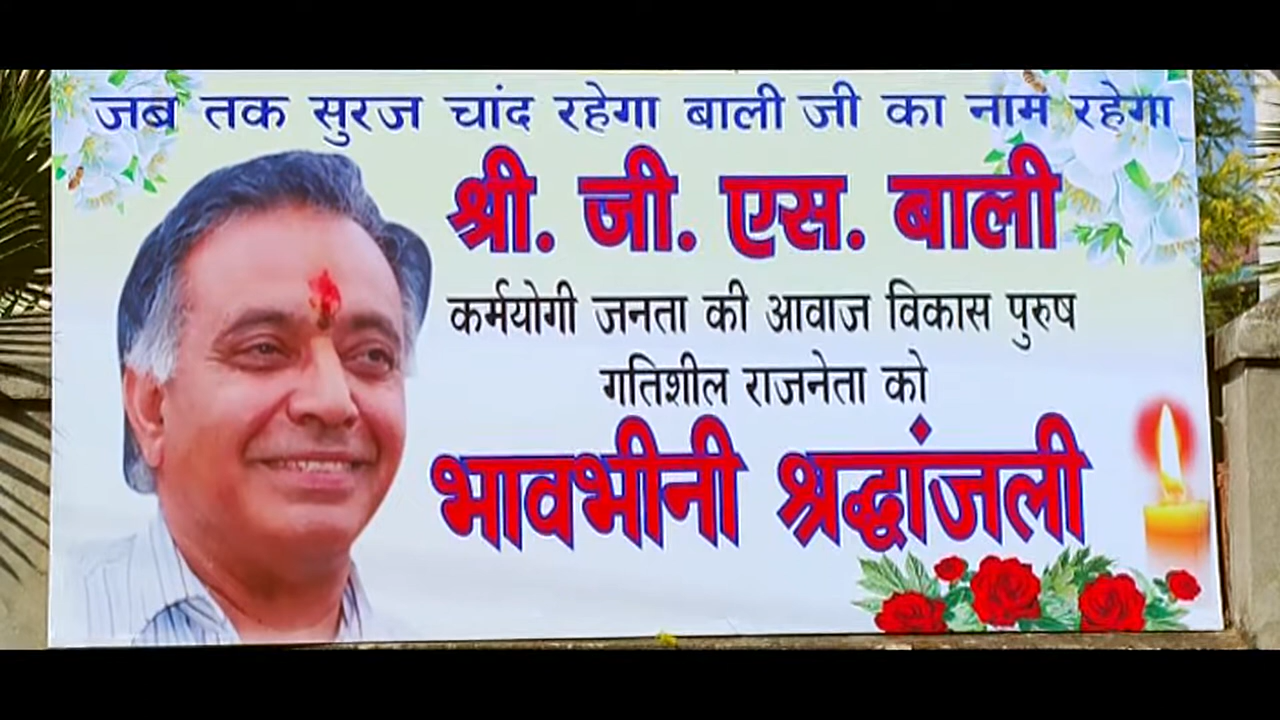 जब तक सुरज चांद रहेगा बाली जी का नाम रहेगा
श्री. जी. एस. बाली
कर्मयोगी जनता की आवाज विकास पुरुष
गतिशील राजनेता को
भावभीनी श्रद्धांजली